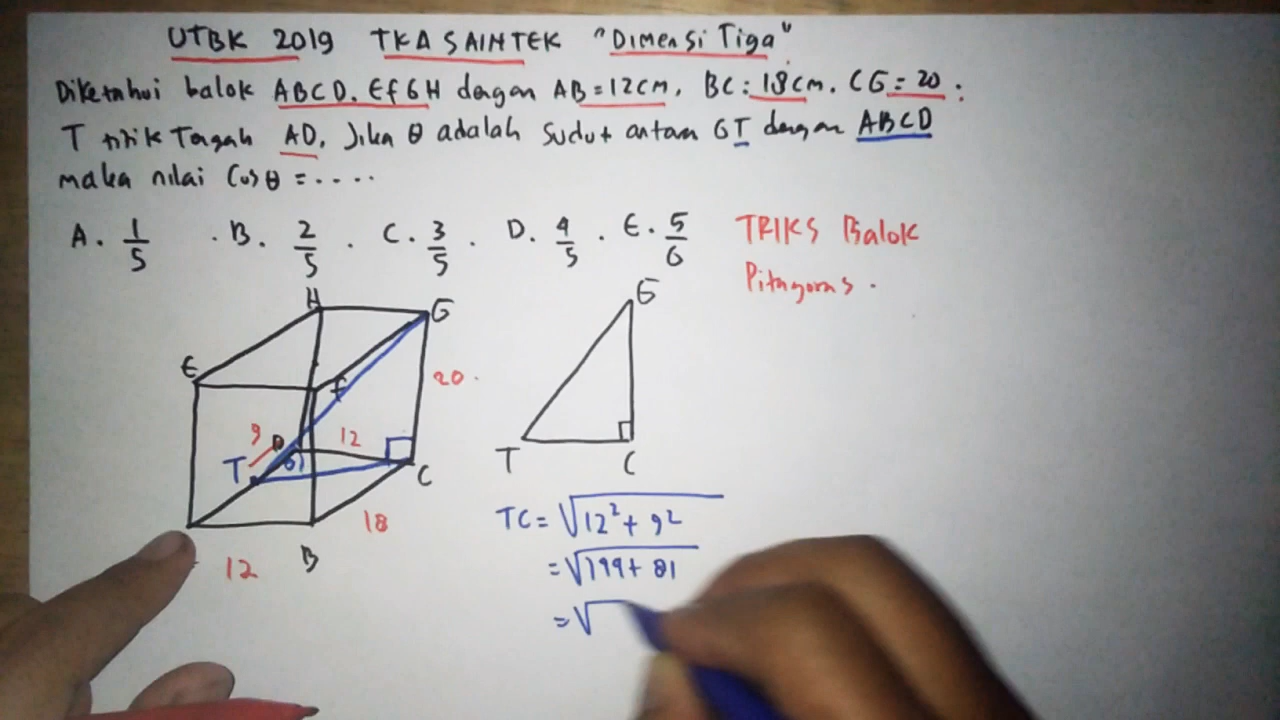 UTBK 2019 TKA SAINTEK "Dimensi Tiga"
Diketahui balok ABCD. EFGH dengan AB = 12 cm, BC : 18 cm. CG = 20 :
T titik Tengah AD, Jika θ adalah Sudut antara GT dengan ABCD
maka nilai Cos θ = ....
A. 1/5 . B. 2/5 . C. 3/5 . D. 4/5 . E. 5/6
TRIKS Balok
Pitagoras .
H
G
E
F
20 .
9
D
12
T
θ
C
18
12
B
G
T
C
TC = √12² + 9²
= √144 + 81
= √